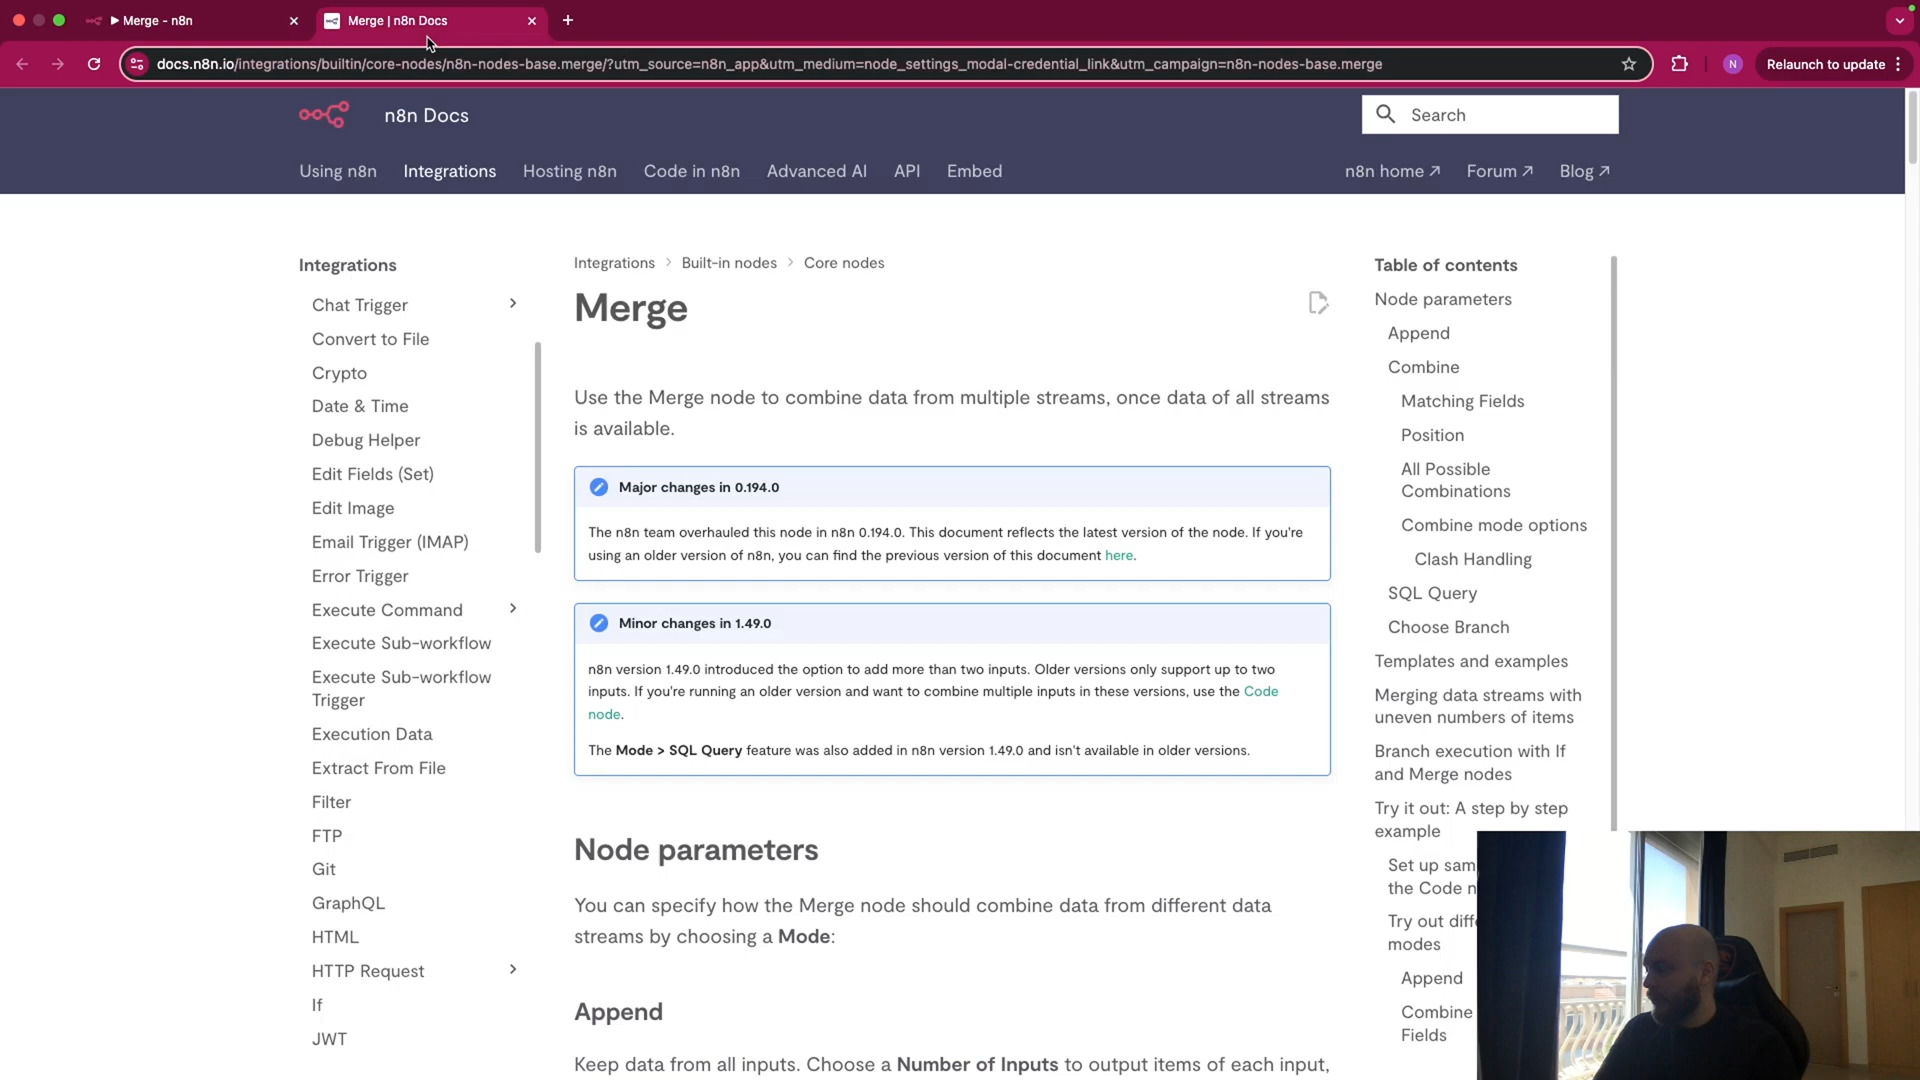 Merge - n8n
Merge | n8n Docs
docs.n8n.io/integrations/builtin/core-nodes/n8n-nodes-base.merge/?utm_source=n8n_app&utm_medium=node_settings_modal-credential_link&utm_campaign=n8n-nodes-base.merge
N
Relaunch to update
n8n Docs
Search
Using n8n
Integrations
Hosting n8n
Code in n8n
Advanced AI
API
Embed
n8n home
Forum
Blog
Integrations
Chat Trigger
Convert to File
Crypto
Date & Time
Debug Helper
Edit Fields (Set)
Edit Image
Email Trigger (IMAP)
Error Trigger
Execute Command
Execute Sub-workflow
Execute Sub-workflow
Trigger
Execution Data
Extract From File
Filter
FTP
Git
GraphQL
HTML
HTTP Request
If
JWT
Integrations > Built-in nodes > Core nodes
Merge
Use the Merge node to combine data from multiple streams, once data of all streams
is available.
Major changes in 0.194.0
The n8n team overhauled this node in n8n 0.194.0. This document reflects the latest version of the node. If you're
using an older version of n8n, you can find the previous version of this document here.
Minor changes in 1.49.0
n8n version 1.49.0 introduced the option to add more than two inputs. Older versions only support up to two
inputs. If you're running an older version and want to combine multiple inputs in these versions, use the Code
node.
The Mode > SQL Query feature was also added in n8n version 1.49.0 and isn't available in older versions.
Node parameters
You can specify how the Merge node should combine data from different data
streams by choosing a Mode:
Append
Keep data from all inputs. Choose a Number of Inputs to output items of each input,
Table of contents
Node parameters
Append
Combine
Matching Fields
Position
All Possible
Combinations
Combine mode options
Clash Handling
SQL Query
Choose Branch
Templates and examples
Merging data streams with
uneven numbers of items
Branch execution with If
and Merge nodes
Try it out: A step by step
example
Set up sam
the Code n
Try out diff
modes
Append
Combine
Fields